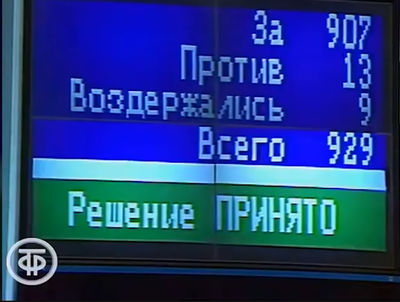 За 907
Против 13
Воздержались 9
Всего 929
Решение ПРИНЯТО